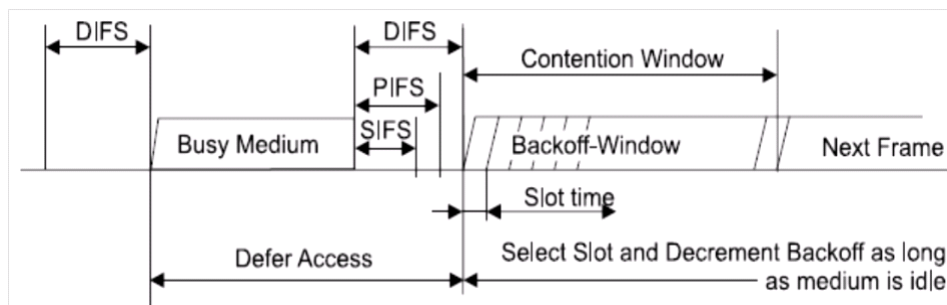 DIFS
DIFS
Contention Window
PIFS
SIFS
Busy Medium
Backoff-Window
Next Frame
Slot time
Defer Access
Select Slot and Decrement Backoff as long
as medium is idle